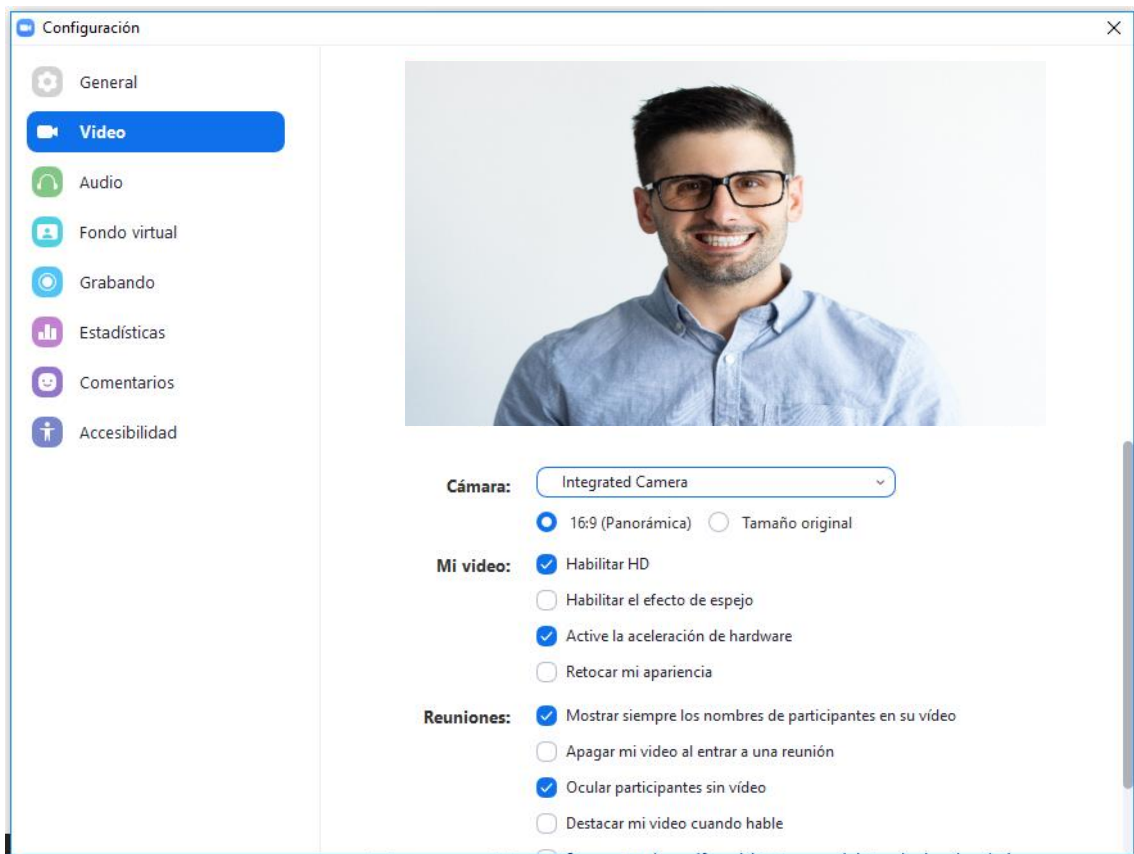 Configuración
General
Video
Audio
Fondo virtual
Grabando
Estadísticas
Comentarios
Accesibilidad
Cámara: Integrated Camera
16:9 (Panorámica) Tamaño original
Mi video: Habilitar HD
Habilitar el efecto de espejo
Active la aceleración de hardware
Retocar mi apariencia
Reuniones: Mostrar siempre los nombres de participantes en su vídeo
Apagar mi video al entrar a una reunión
Ocular participantes sin vídeo
Destacar mi video cuando hable